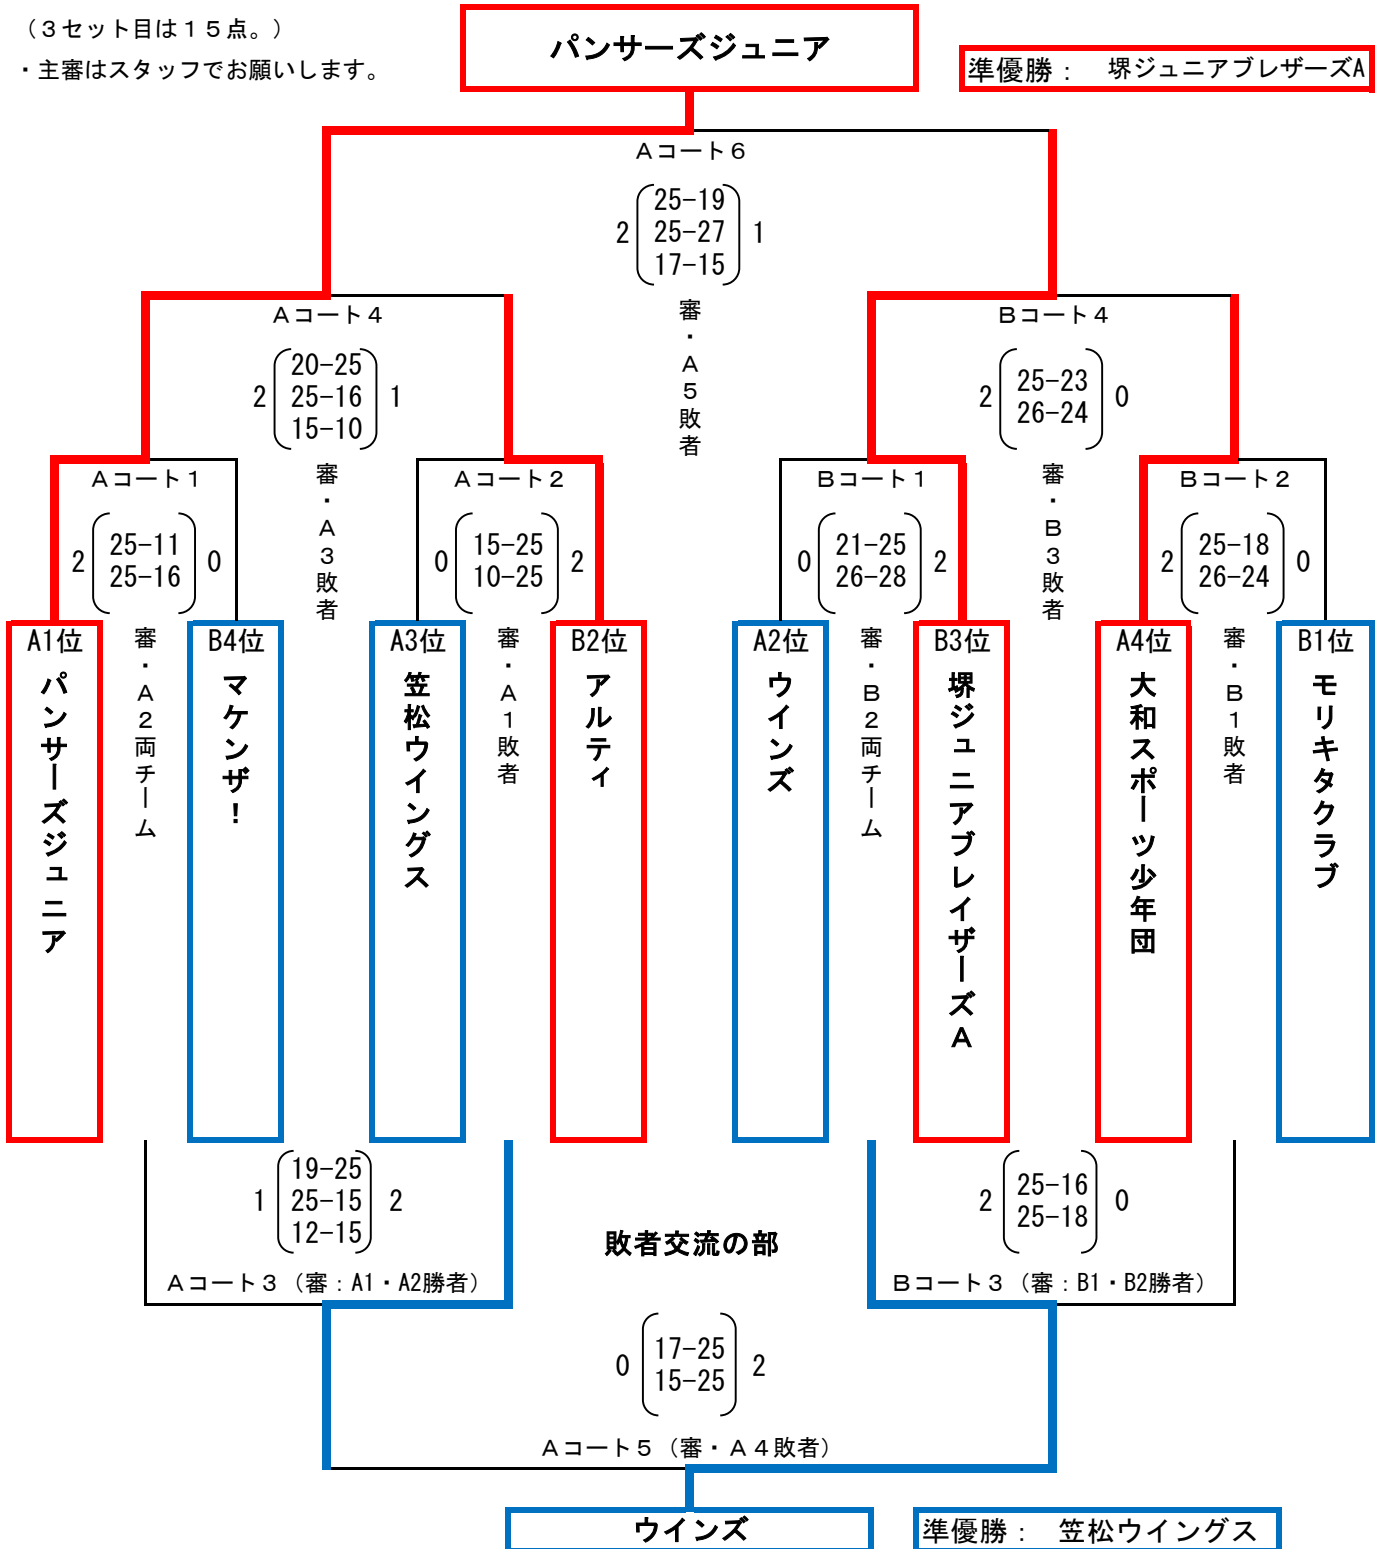 （３セット目は１５点。）
・主審はスタッフでお願いします。
パンサーズジュニア
準優勝： 堺ジュニアブレザーズA
Ａコート６
2 25-19 1
25-27
17-15
審・Ａ５敗者
Ａコート４
2 20-25 1
25-16
15-10
審・Ａ３敗者
Ｂコート４
2 25-23 0
26-24
審・Ｂ３敗者
Ａコート１
2 25-11 0
25-16
審・Ａ２両チーム
Ａコート２
0 15-25 2
10-25
審・Ａ１敗者
Ｂコート１
0 21-25 2
26-28
審・Ｂ２両チーム
Ｂコート２
2 25-18 0
26-24
審・Ｂ１敗者
A1位
パンサーズジュニア
B4位
マケンザ！
A3位
笠松ウイングス
B2位
アルティ
A2位
ウインズ
B3位
堺ジュニアブレイザーズＡ
A4位
大和スポーツ少年団
B1位
モリキタクラブ
1 19-25 2
25-15
12-15
Ａコート３（審：A1・A2勝者）
2 25-16 0
25-18
Ｂコート３（審：B1・B2勝者）
敗者交流の部
0 17-25 2
15-25
Ａコート５（審・Ａ４敗者）
ウインズ
準優勝： 笠松ウイングス